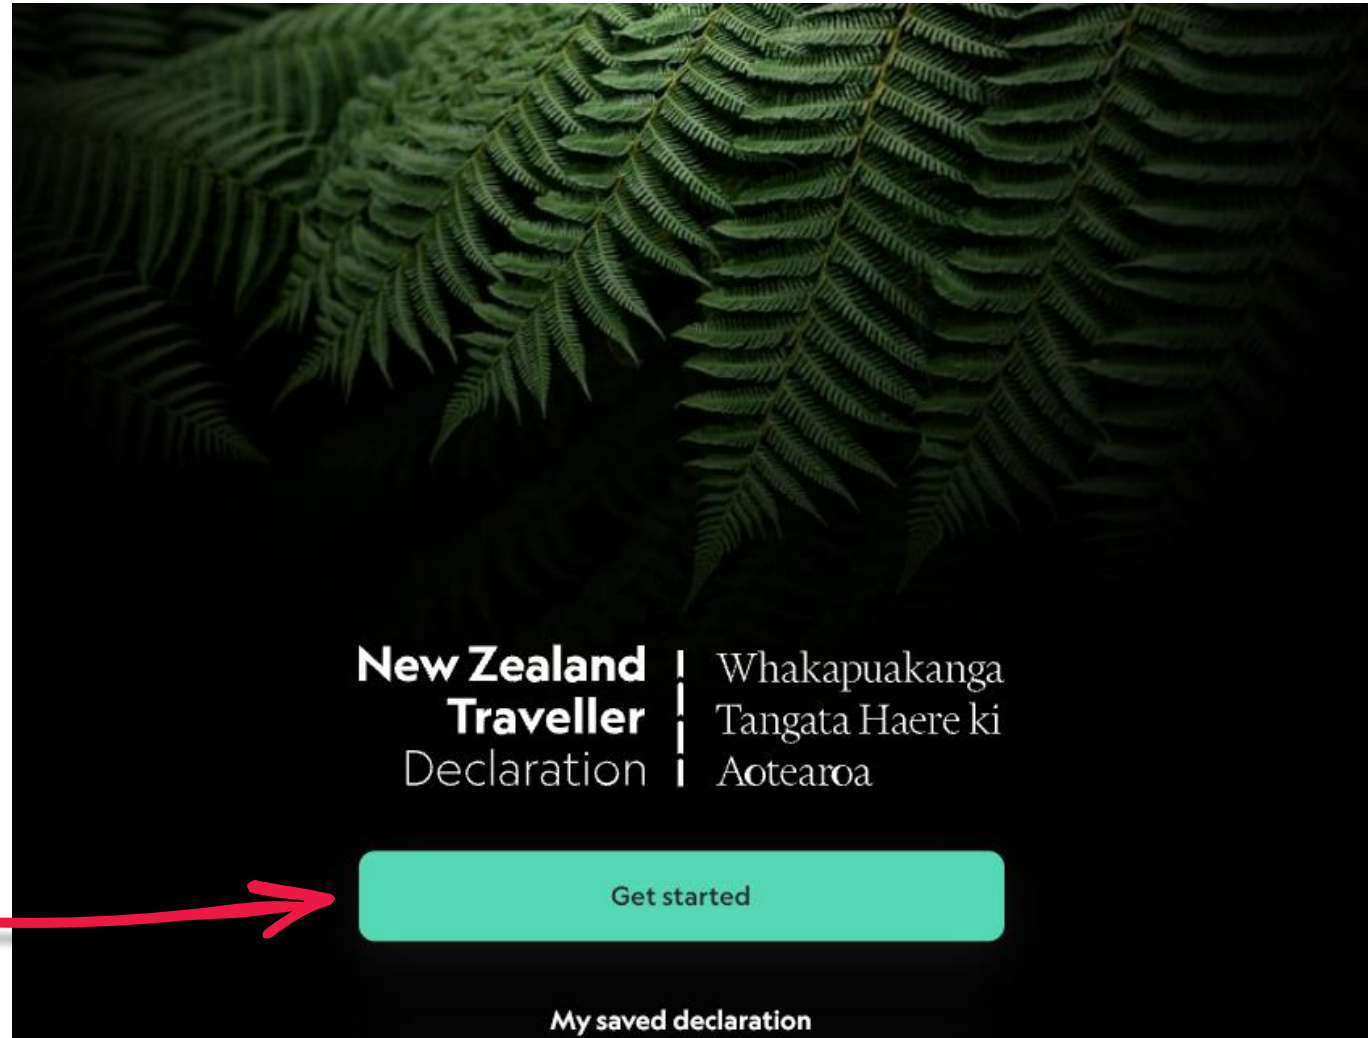 New Zealand
Traveller
Declaration
Whakapuakanga
Tangata Haere ki
Aotearoa
Get started
My saved declaration